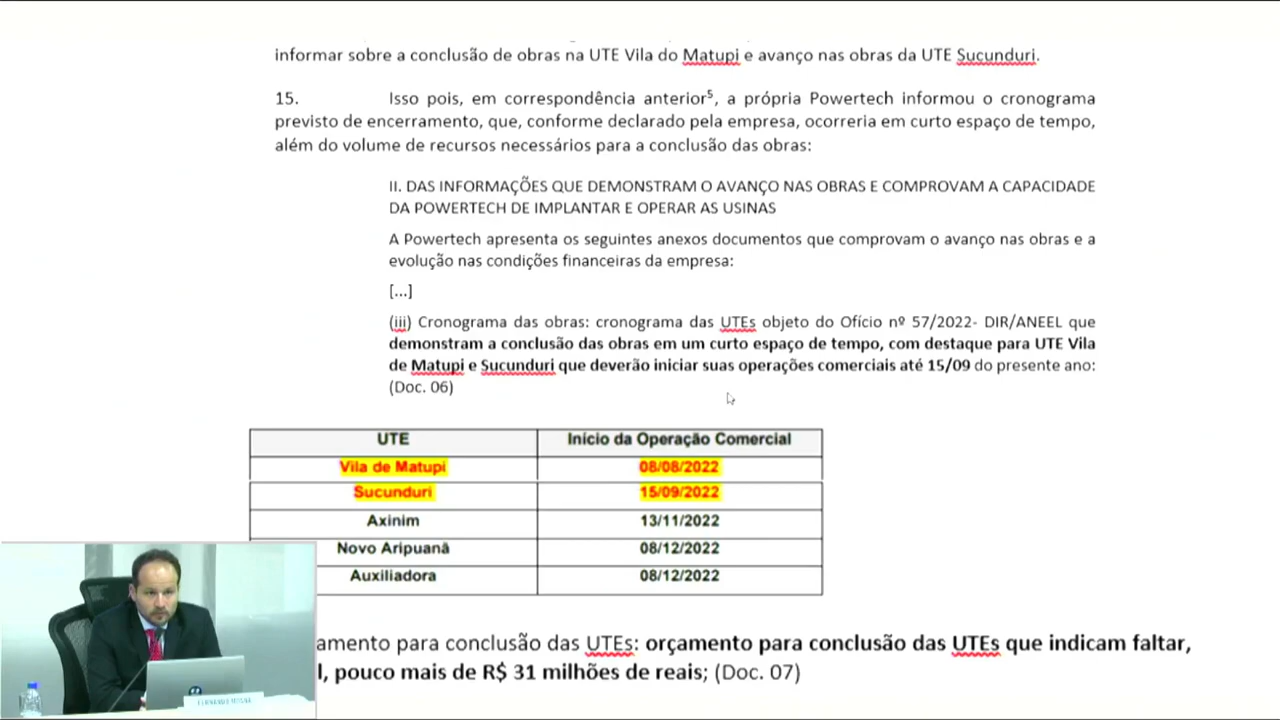 informar sobre a conclusão de obras na UTE Vila do Matupi e avanço nas obras da UTE Sucunduri.
15. Isso pois, em correspondência anterior⁵, a própria Powertech informou o cronograma
previsto de encerramento, que, conforme declarado pela empresa, ocorreria em curto espaço de tempo,
além do volume de recursos necessários para a conclusão das obras:
II. DAS INFORMAÇÕES QUE DEMONSTRAM O AVANÇO NAS OBRAS E COMPROVAM A CAPACIDADE
DA POWERTECH DE IMPLANTAR E OPERAR AS USINAS
A Powertech apresenta os seguintes anexos documentos que comprovam o avanço nas obras e a
evolução nas condições financeiras da empresa:
[...]
(iii) Cronograma das obras: cronograma das UTEs objeto do Ofício nº 57/2022- DIR/ANEEL que
demonstram a conclusão das obras em um curto espaço de tempo, com destaque para UTE Vila
de Matupi e Sucunduri que deverão iniciar suas operações comerciais até 15/09 do presente ano:
(Doc. 06)
UTE Início da Operação Comercial
Vila de Matupi 08/08/2022
Sucunduri 15/09/2022
Axinim 13/11/2022
Novo Aripuanã 08/12/2022
Auxiliadora 08/12/2022
amento para conclusão das UTEs: orçamento para conclusão das UTEs que indicam faltar,
l, pouco mais de R$ 31 milhões de reais; (Doc. 07)